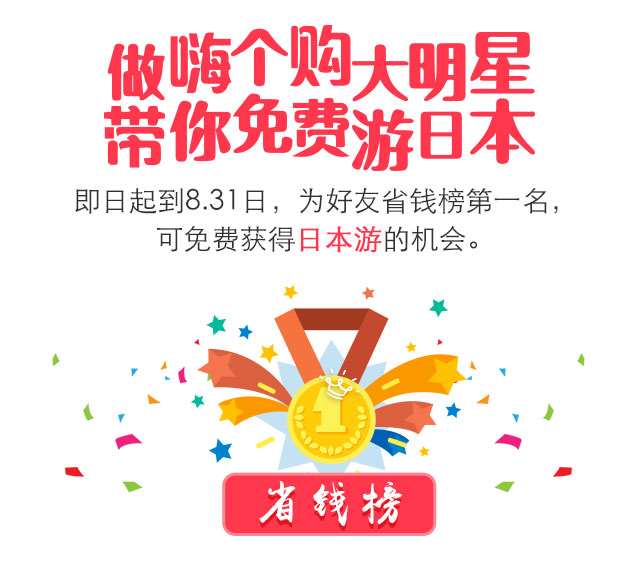 做嗨个购大明星
带你免费游日本
即日起到8.31日，为好友省钱榜第一名，
可免费获得日本游的机会。
1
省钱榜